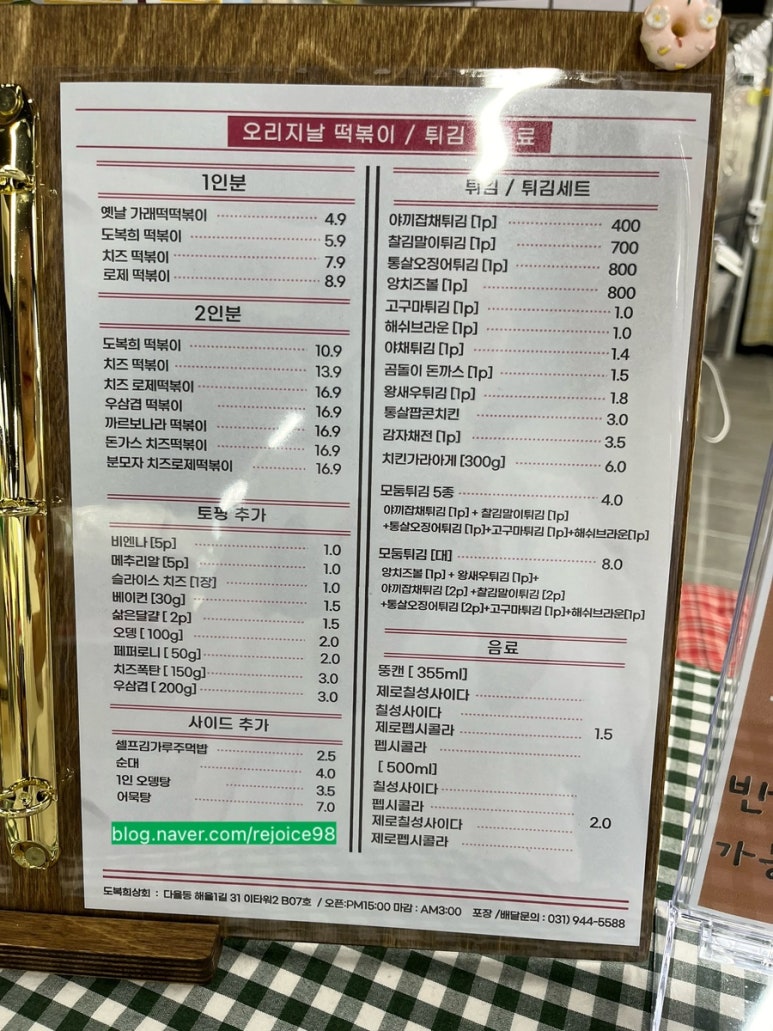 오리지날 떡볶이 / 튀김 료
1인분
옛날 가래떡떡볶이 4.9
도복희 떡볶이 5.9
치즈 떡볶이 7.9
로제 떡볶이 8.9
2인분
도복희 떡볶이 10.9
치즈 떡볶이 13.9
치즈 로제떡볶이 16.9
우삼겹 떡볶이 16.9
까르보나라 떡볶이 16.9
돈가스 치즈떡볶이 16.9
분모자 치즈로제떡볶이 16.9
토핑 추가
비엔나 [5p] 1.0
메추리알 [5p] 1.0
슬라이스 치즈 [1장] 1.0
베이컨 [30g] 1.5
삶은달걀 [ 2p] 1.5
오뎅 [ 100g] 2.0
페퍼로니 [ 50g] 2.0
치즈폭탄 [ 150g] 3.0
우삼겹 [ 200g] 3.0
사이드 추가
셀프김가루주먹밥 2.5
순대 4.0
1인 오뎅탕 3.5
어묵탕 7.0
blog.naver.com/rejoice98
튀김 / 튀김세트
야끼잡채튀김 [1p] 400
찰김말이튀김 [1p] 700
통살오징어튀김 [1p] 800
앙치즈볼 [1p] 800
고구마튀김 [1p] 1.0
해쉬브라운 [1p] 1.0
야채튀김 [1p] 1.4
곰돌이 돈까스 [1p] 1.5
왕새우튀김 [1p] 1.8
통살팝콘치킨 3.0
감자채전 [1p] 3.5
치킨가라아게 [300g] 6.0
모둠튀김 5종 4.0
야끼잡채튀김 [1p] + 찰김말이튀김 [1p]
+통살오징어튀김 [1p]+고구마튀김 [1p]+해쉬브라운[1p]
모둠튀김 [대] 8.0
앙치즈볼 [1p] + 왕새우튀김 [1p]+
야끼잡채튀김 [2p] +찰김말이튀김 [2p]
+통살오징어튀김 [2p]+고구마튀김 [1p]+해쉬브라운[1p]
음료
뚱캔 [ 355ml]
제로칠성사이다
칠성사이다
제로펩시콜라 1.5
펩시콜라
[ 500ml]
칠성사이다
펩시콜라
제로칠성사이다 2.0
제로펩시콜라
도복희상회 : 다율동 해율1길 31 이타워2 B07호 / 오픈:PM15:00 마감 : AM3:00 포장 /배달문의 : 031) 944-5588